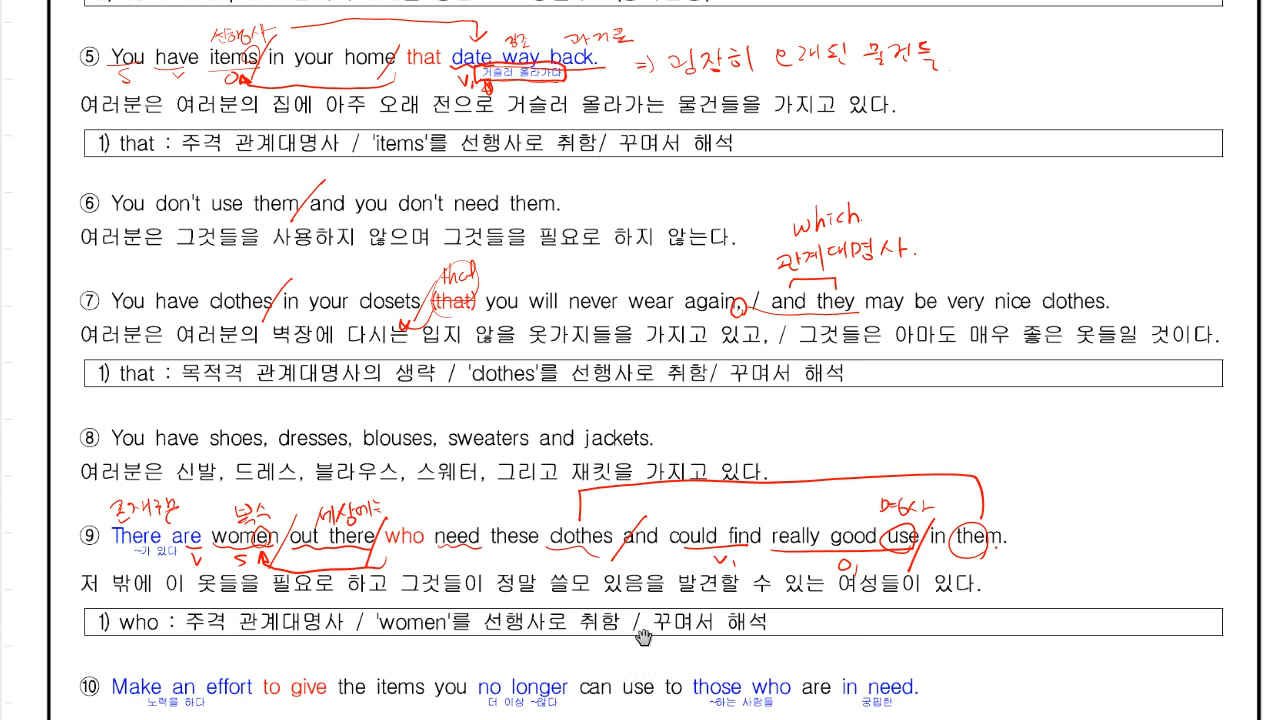 선행사 강조 과거로
⑤ You have items in your home that date way back. => 굉장히 오래된 물건들
S V O V₁ 거슬러 올라가다
여러분은 여러분의 집에 아주 오래 전으로 거슬러 올라가는 물건들을 가지고 있다.
1) that : 주격 관계대명사 / 'items'를 선행사로 취함/ 꾸며서 해석
⑥ You don't use them and you don't need them.
여러분은 그것들을 사용하지 않으며 그것들을 필요로 하지 않는다.
which
관계대명사.
that
⑦ You have clothes in your closets (that) you will never wear again, / and they may be very nice clothes.
여러분은 여러분의 벽장에 다시는 입지 않을 옷가지들을 가지고 있고, / 그것들은 아마도 매우 좋은 옷들일 것이다.
1) that : 목적격 관계대명사의 생략 / 'clothes'를 선행사로 취함/ 꾸며서 해석
⑧ You have shoes, dresses, blouses, sweaters and jackets.
여러분은 신발, 드레스, 블라우스, 스웨터, 그리고 재킷을 가지고 있다.
존재구문 복수 세상에는 명사
⑨ There are women out there who need these clothes and could find really good use in them.
~가 있다 V S V₁ O₁
저 밖에 이 옷들을 필요로 하고 그것들이 정말 쓸모 있음을 발견할 수 있는 여성들이 있다.
1) who : 주격 관계대명사 / 'women'를 선행사로 취함 / 꾸며서 해석
⑩ Make an effort to give the items you no longer can use to those who are in need.
노력을 하다 더 이상 ~않다 ~하는 사람들 궁핍한